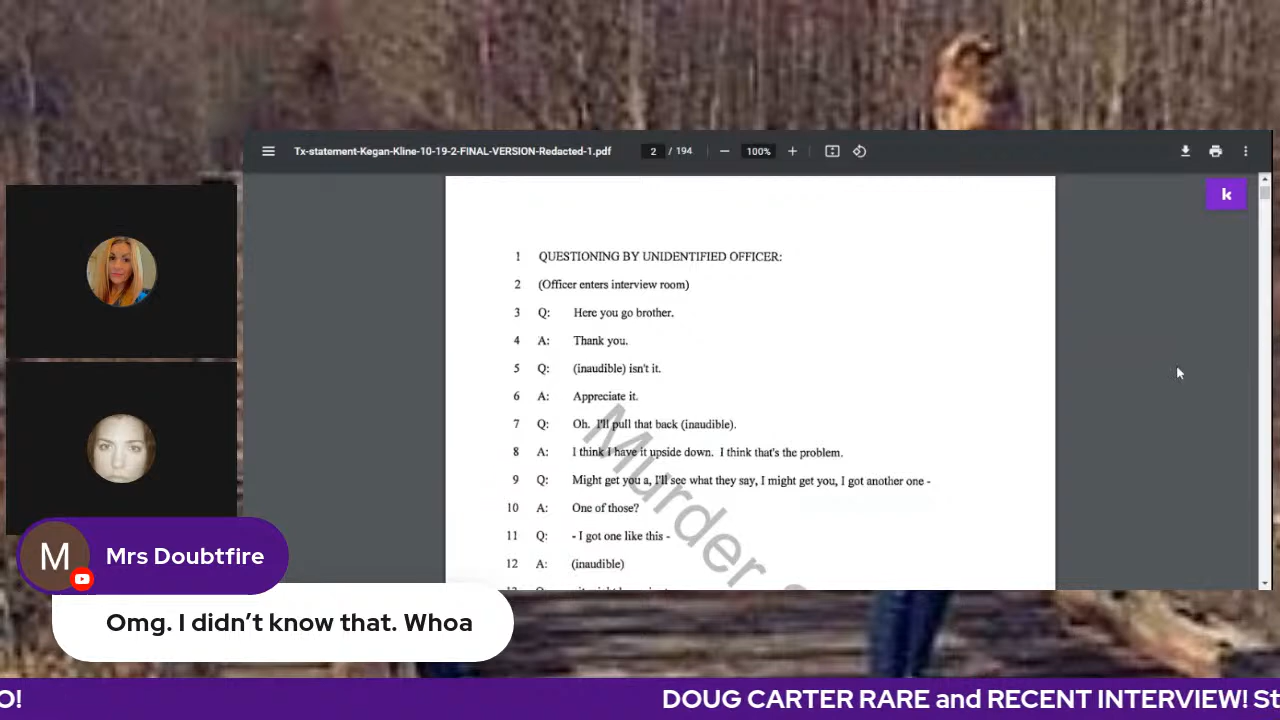 Tx-statement-Kegan-Kline-10-19-2-FINAL-VERSION-Redacted-1.pdf 2 / 194 100%
k
1 QUESTIONING BY UNIDENTIFIED OFFICER:
2 (Officer enters interview room)
3 Q: Here you go brother.
4 A: Thank you.
5 Q: (inaudible) isn't it.
6 A: Appreciate it.
7 Q: Oh. I'll pull that back (inaudible).
8 A: I think I have it upside down. I think that's the problem.
9 Q: Might get you a, I'll see what they say, I might get you, I got another one -
10 A: One of those?
11 Q: - I got one like this -
12 A: (inaudible)
Murder
M
Mrs Doubtfire
Omg. I didn’t know that. Whoa
O! DOUG CARTER RARE and RECENT INTERVIEW! St